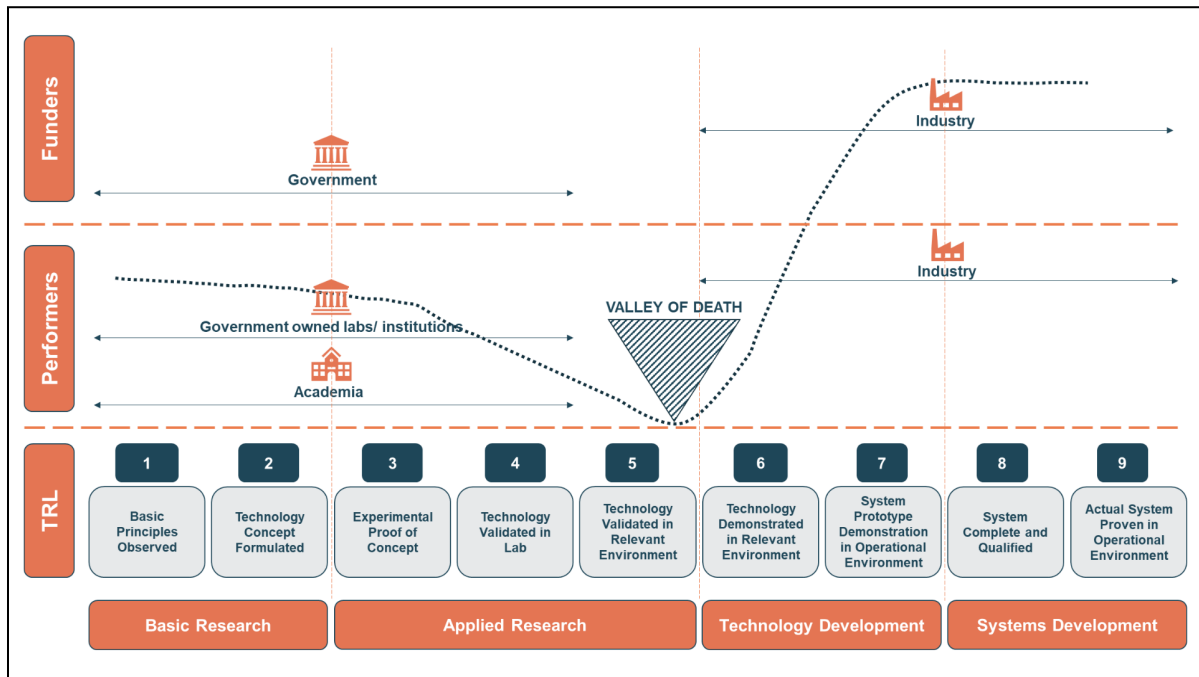 Funders
Industry
Government
Performers
Industry
VALLEY OF DEATH
Government owned labs/ institutions
Academia
TRL
1
2
3
4
5
6
7
8
9
Basic
Principles
Observed
Technology
Concept
Formulated
Experimental
Proof of
Concept
Technology
Validated in
Lab
Technology
Validated in
Relevant
Environment
Technology
Demonstrated
in Relevant
Environment
System
Prototype
Demonstration
in Operational
Environment
System
Complete and
Qualified
Actual System
Proven in
Operational
Environment
Basic Research
Applied Research
Technology Development
Systems Development